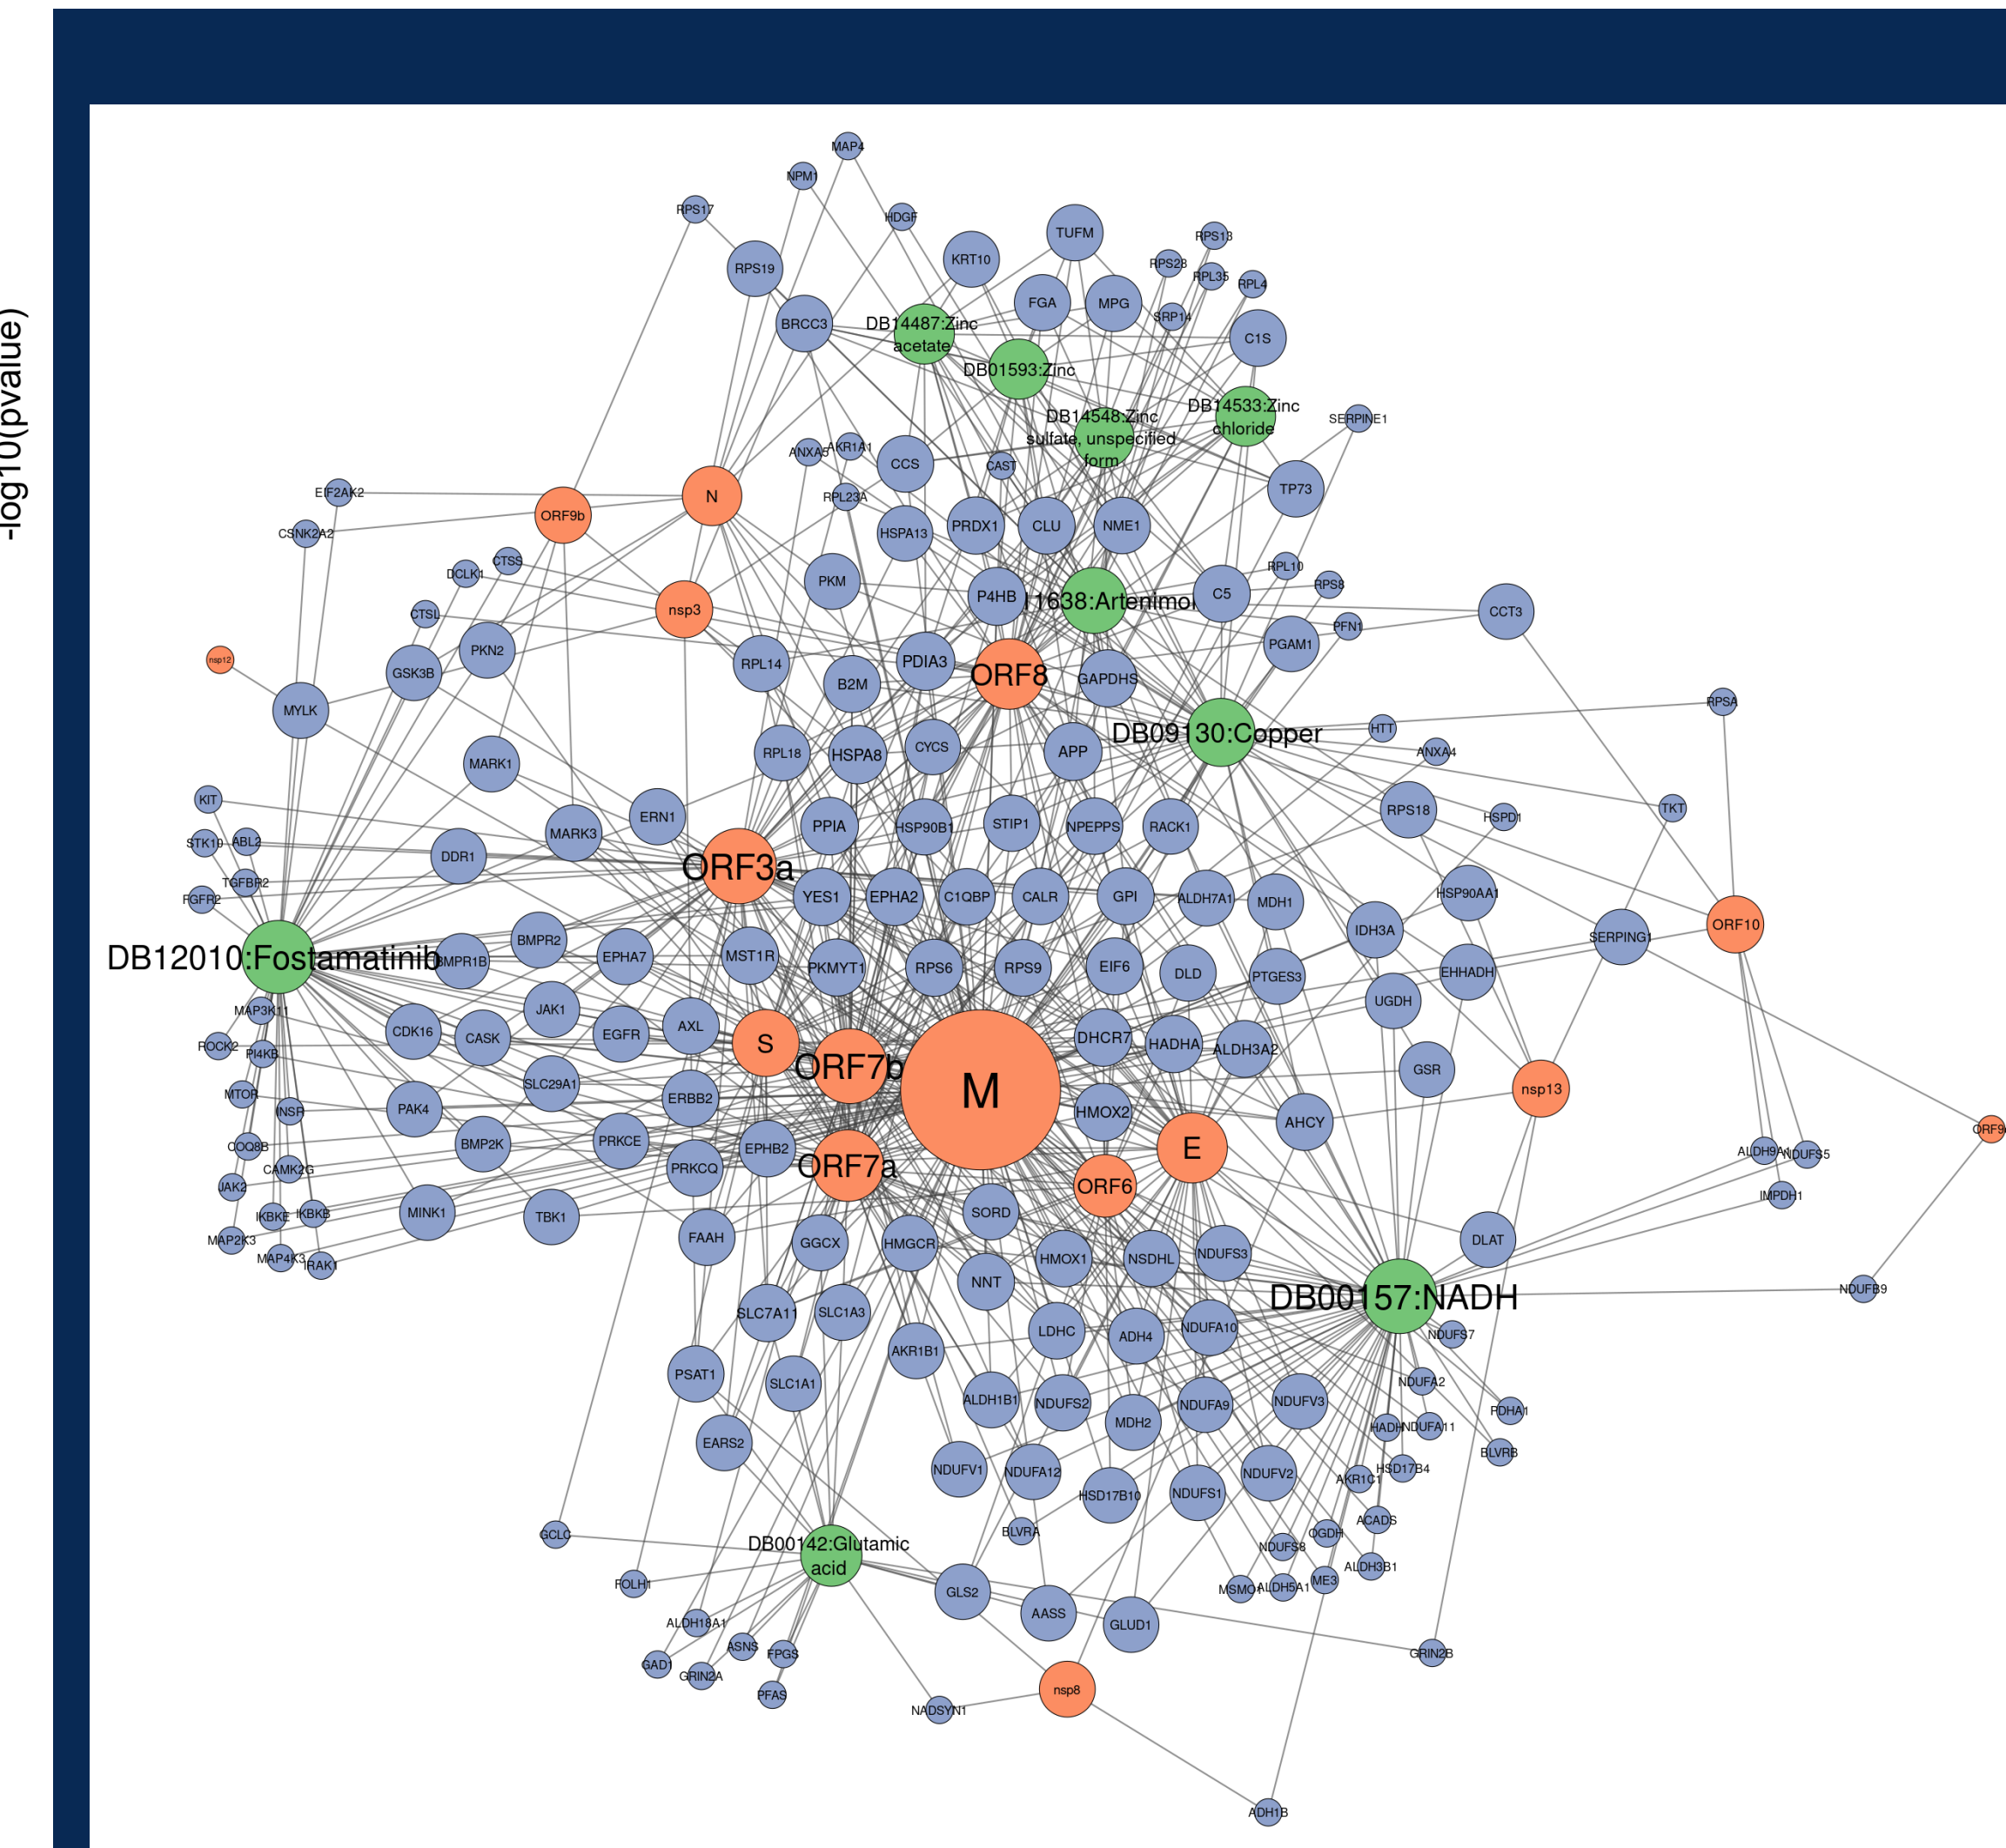 -log10(pvalue)
MAP4
NPM1
RPS17
HDGF
TUFM
RPS13
KRT10
RPS19
RPS28
RPL35
RPL4
FGA
MPG
SRP14
BRCC3
DB14487:Zinc
acetate
C1S
DB01593:Zinc
DB14548:Zinc
sulfate, unspecified
form
DB14533:Zinc
chloride
SERPINE1
ANXA5
AKR1A1
CCS
CAST
TP73
EIF2AK2
N
RPL23A
ORF9b
CSNK2A2
HSPA13
PRDX1
CLU
NME1
CTSS
DCLK1
PKM
RPL10
RPS8
P4HB
11638:Artenimol
C5
CTSL
nsp3
CCT3
PFN1
PGAM1
PKN2
nsp12
GSK3B
RPL14
B2M
PDIA3
ORF8
GAPDHS
MYLK
RPSA
HTT
DB09130:Copper
RPL18
HSPA8
CYCS
APP
ANXA4
MARK1
KIT
ERN1
MARK3
PPIA
HSP90B1
STIP1
NPEPPS
RACK1
RPS18
HSPD1
TKT
STK10
ABL2
DDR1
ORF3a
TGFBR2
FGFR2
YES1
EPHA2
C1QBP
CALR
GPI
ALDH7A1
MDH1
HSP90AA1
IDH3A
ORF10
SERPING1
DB12010:Fostamatinib
BMPR1B
BMPR2
EPHA7
MST1R
PKMYT1
RPS6
RPS9
EIF6
DLD
PTGES3
EHHADH
UGDH
MAP3K11
JAK1
CDK16
CASK
EGFR
AXL
S
DHCR7
HADHA
ALDH3A2
ROCK2
PI4KB
ORF7b
M
GSR
SLC29A1
nsp13
MTOR
INSR
PAK4
ERBB2
HMOX2
AHCY
BMP2K
PRKCE
EPHB2
E
COQ8B
CAMK2G
PRKCQ
ORF7a
ORF6
ALDH9A1
NDUFS5
JAK2
IMPDH1
IKBKE
IKBKB
MINK1
TBK1
SORD
MAP2K3
MAP4K3
IRAK1
FAAH
GGCX
HMGCR
HMOX1
NSDHL
NDUFS3
DLAT
NNT
DB00157:NADH
NDUFB9
SLC7A11
SLC1A3
LDHC
ADH4
NDUFA10
NDUFS7
AKR1B1
PSAT1
SLC1A1
ALDH1B1
NDUFS2
MDH2
NDUFA9
NDUFV3
NDUFA2
PDHA1
HADH
NDUFA11
EARS2
NDUFV1
NDUFA12
HSD17B10
NDUFS1
NDUFV2
AKR1C1
HSD17B4
BLVRB
GCLC
DB00142:Glutamic
acid
BLVRA
OGDH
ACADS
NDUFS8
ALDH3B1
FOLH1
GLS2
AASS
GLUD1
MSMO1
ALDH5A1
ME3
ALDH18A1
ASNS
FPGS
GAD1
GRIN2A
PFAS
GRIN2B
nsp8
NADSYN1
ADH1B